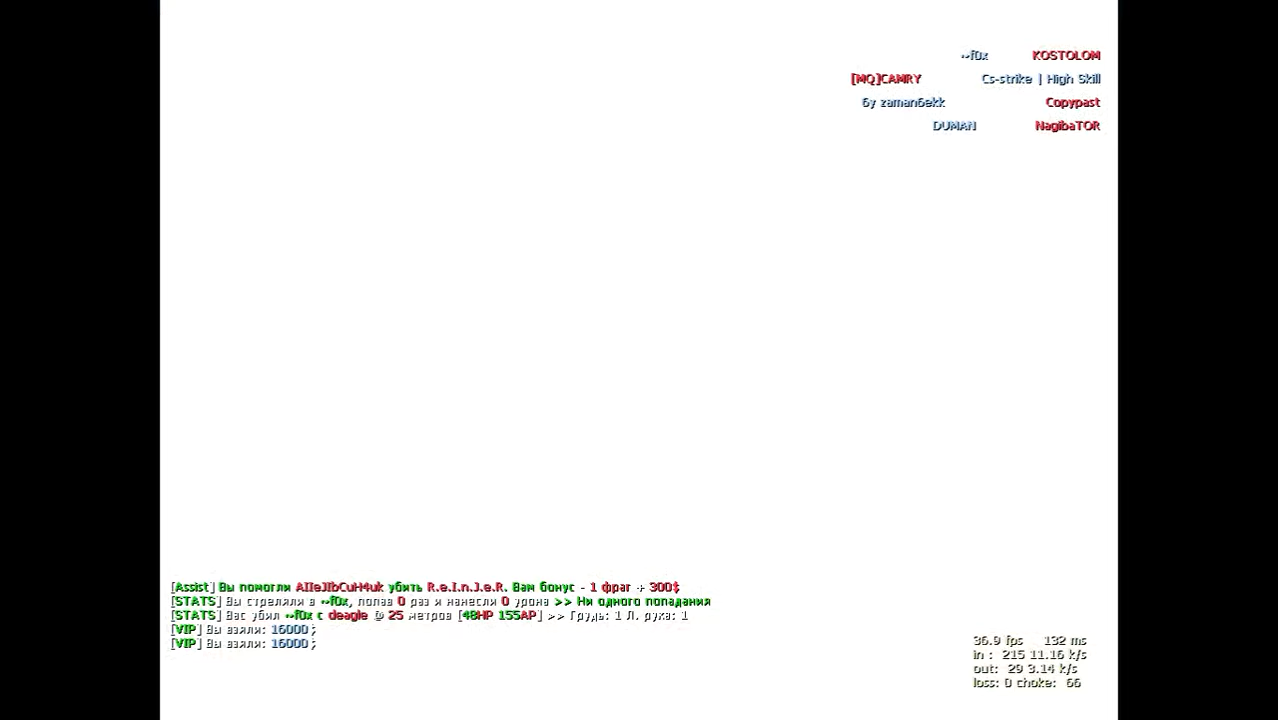 ~f0x KOSTOLOM
[MQ]CAMRY Cs-strike | High Skill
6y zaman6ekk Copypast
DUMAN NagibaTOR
[Assist] Вы помогли AIIeJIbCuH4uk убить R.e.I.n.J.e.R. Вам бонус - 1 фраг + 300$
[STATS] Вы стреляли в ~f0x, попав 0 раз и нанесли 0 урона >> Ни одного попадания
[STATS] Вас убил ~f0x с deagle @ 25 метров [48HP 155AP] >> Грудь: 1 Л. рука: 1
[VIP] Вы взяли: 16000;
[VIP] Вы взяли: 16000;
36.9 fps 132 ms
in : 215 11.16 k/s
out: 29 3.14 k/s
loss: 0 choke: 66